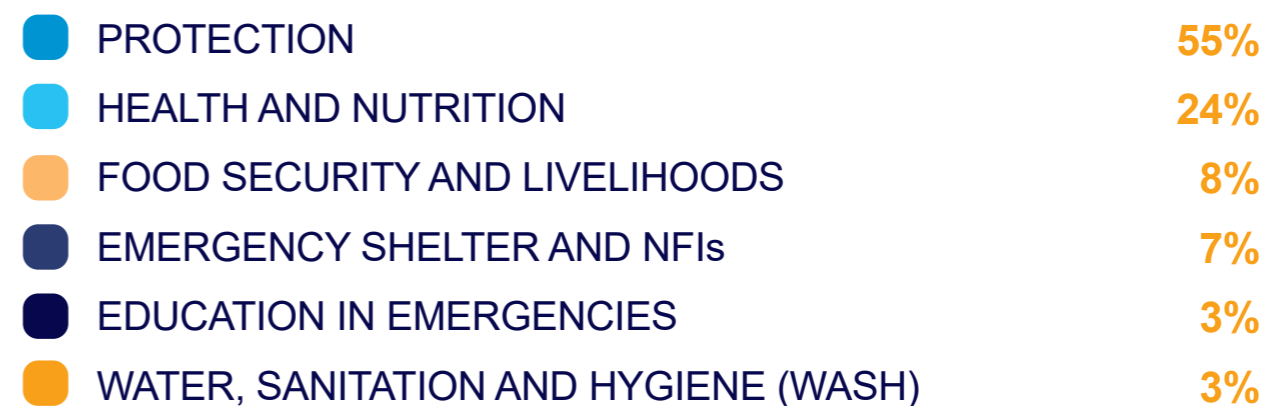 PROTECTION 55%
HEALTH AND NUTRITION 24%
FOOD SECURITY AND LIVELIHOODS 8%
EMERGENCY SHELTER AND NFIs 7%
EDUCATION IN EMERGENCIES 3%
WATER, SANITATION AND HYGIENE (WASH) 3%